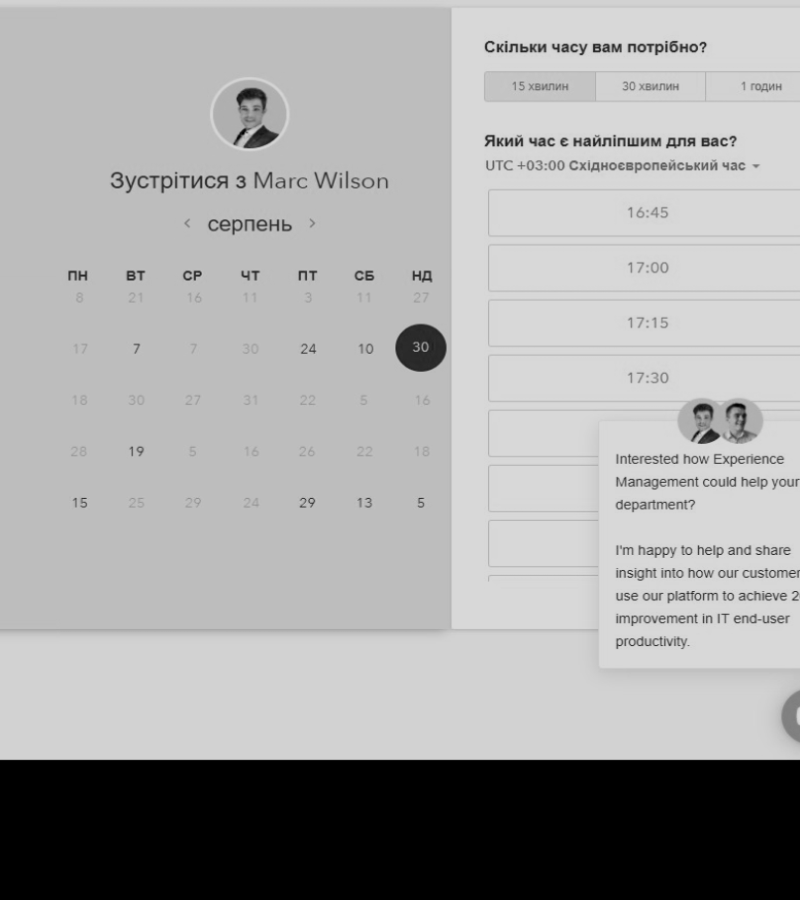 Зустрітися з Marc Wilson
серпень
ПН ВТ СР ЧТ ПТ СБ НД
8 21 16 11 3 11 27
17 7 7 30 24 10 30
18 30 27 31 22 5 16
28 19 5 16 26 22 18
15 25 29 24 29 13 5
Скільки часу вам потрібно?
15 хвилин 30 хвилин 1 годин
Який час є найліпшим для вас?
UTC +03:00 Східноєвропейський час
16:45
17:00
17:15
17:30
Interested how Experience
Management could help your
department?
I'm happy to help and share
insight into how our customer
use our platform to achieve 2
improvement in IT end-user
productivity.